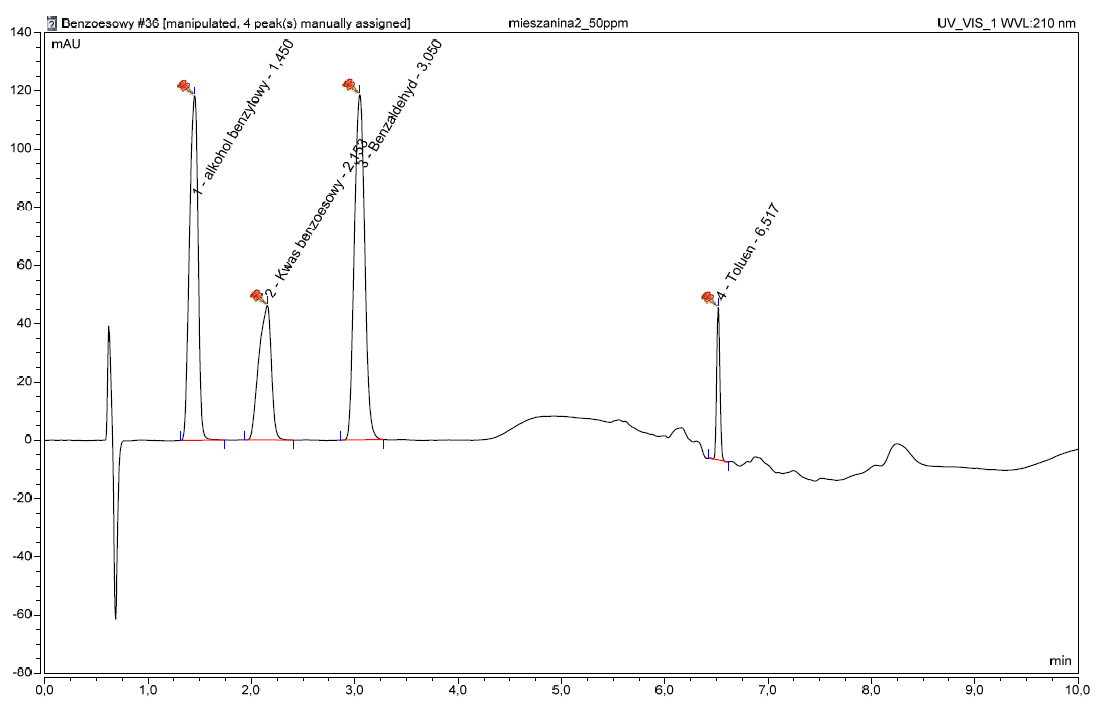 Benzoesowy #36 [manipulated, 4 peak(s) manually assigned]
mieszanina2_50ppm
UV_VIS_1 WVL:210 nm
mAU
140
120
100
80
60
40
20
0
-20
-40
-60
-80
1 - alkohol benzylowy - 1,450
2 - Kwas benzoesowy - 2,153
3 - Benzaldehyd - 3,050
4 - Toluen - 6,517
min
0,0
1,0
2,0
3,0
4,0
5,0
6,0
7,0
8,0
9,0
10,0